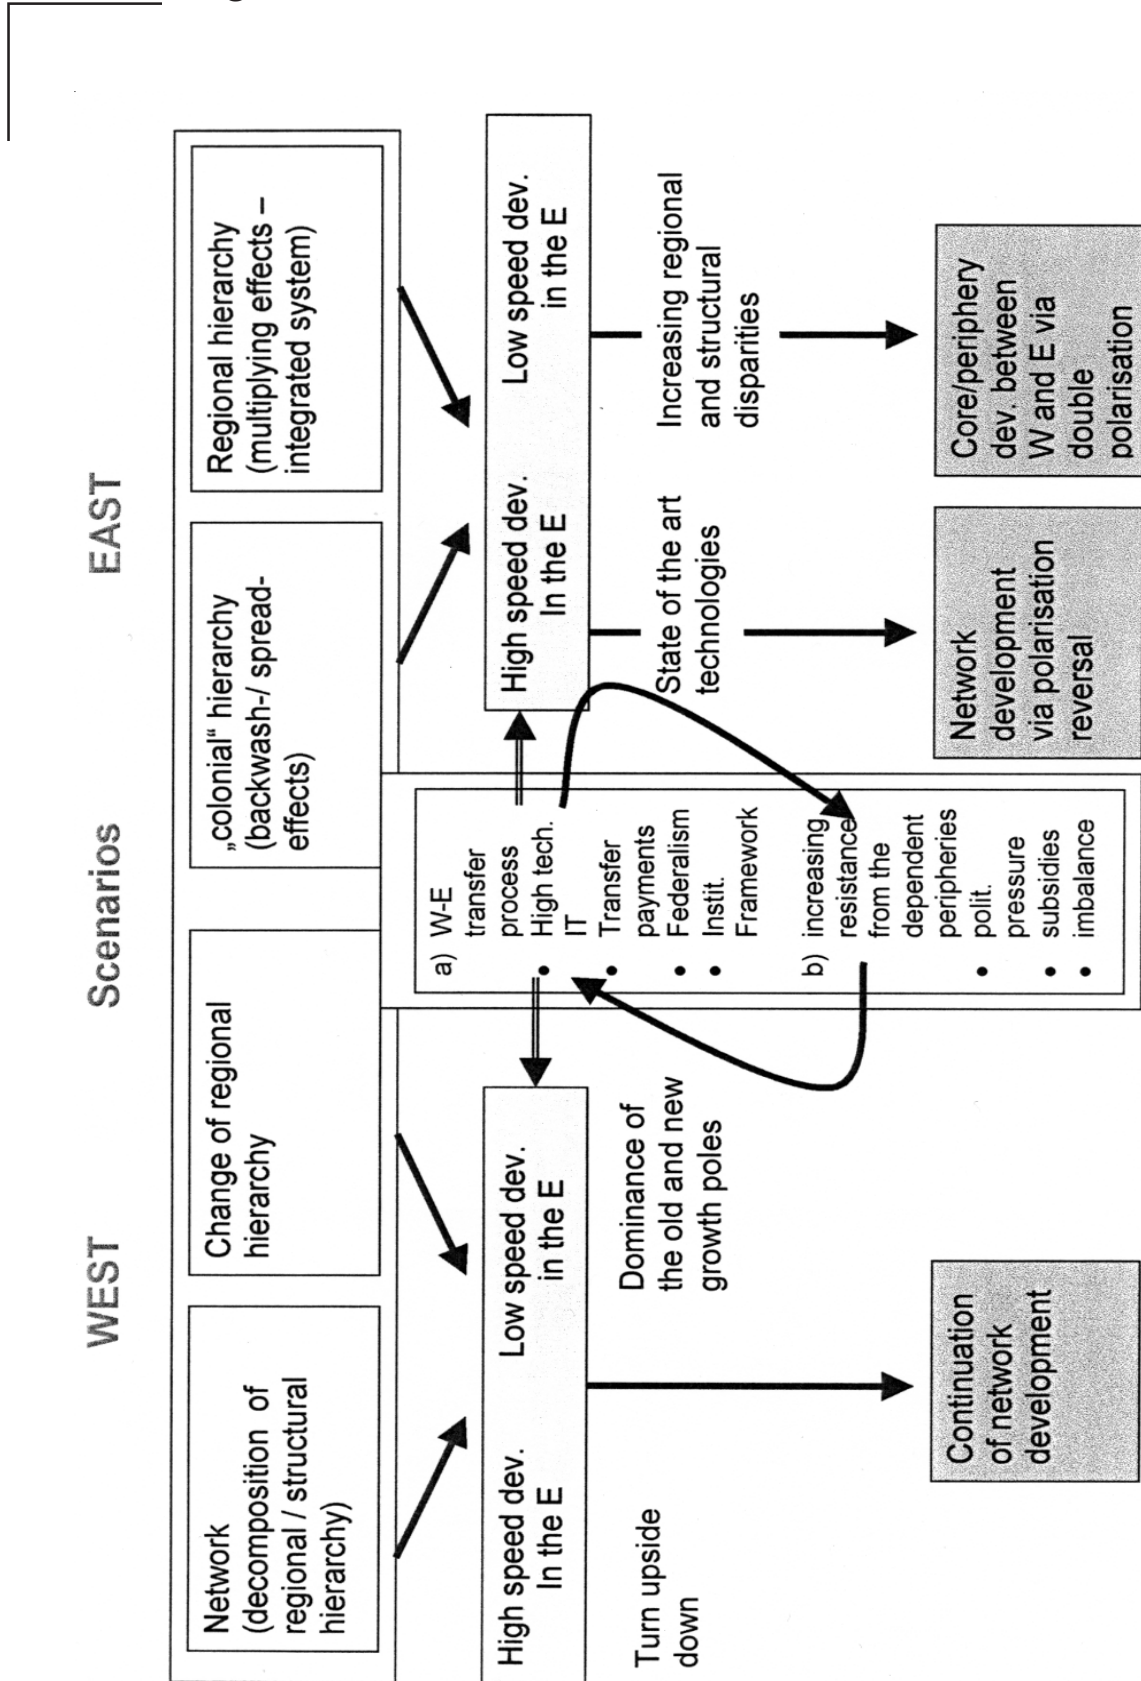 WEST
Scenarios
EAST
Network
(decomposition of
regional / structural
hierarchy)
Change of regional
hierarchy
„colonial“ hierarchy
(backwash-/ spread-
effects)
Regional hierarchy
(multiplying effects –
integrated system)
High speed dev.
In the E
Low speed dev.
in the E
a) W-E
transfer
process
• High tech.
IT
• Transfer
payments
• Federalism
• Instit.
Framework
b) increasing
resistance
from the
dependent
peripheries
• polit.
pressure
• subsidies
• imbalance
High speed dev.
In the E
Low speed dev.
in the E
Turn upside
down
Dominance of
the old and new
growth poles
State of the art
technologies
Increasing regional
and structural
disparities
Continuation
of network
development
Network
development
via polarisation
reversal
Core/periphery
dev. between
W and E via
double
polarisation